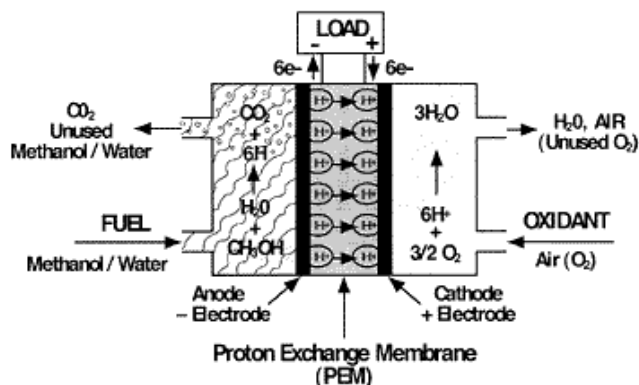 LOAD
- +
6e- 6e-
CO₂
Unused
Methanol / Water
CO₂
+
6H
H₂0
+
CH₃OH
FUEL
Methanol/Water
H+ H+
H+ H+
H+ H+
H+ H+
H+ H+
H+ H+
3H₂O
6H+
+
3/2 O₂
H₂0, AIR
(Unused O₂)
OXIDANT
Air (O₂)
Anode
– Electrode
Cathode
+ Electrode
Proton Exchange Membrane
(PEM)